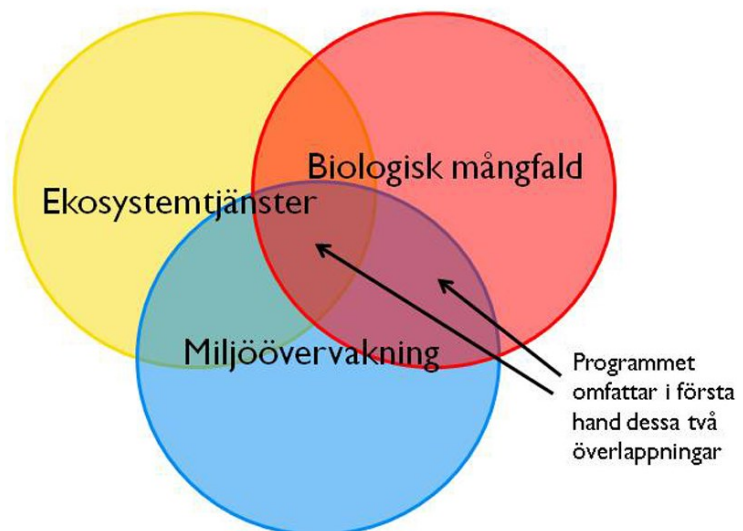 Biologisk mångfald
Ekosystemtjänster
Miljöövervakning
Programmet
omfattar i första
hand dessa två
överlappningar